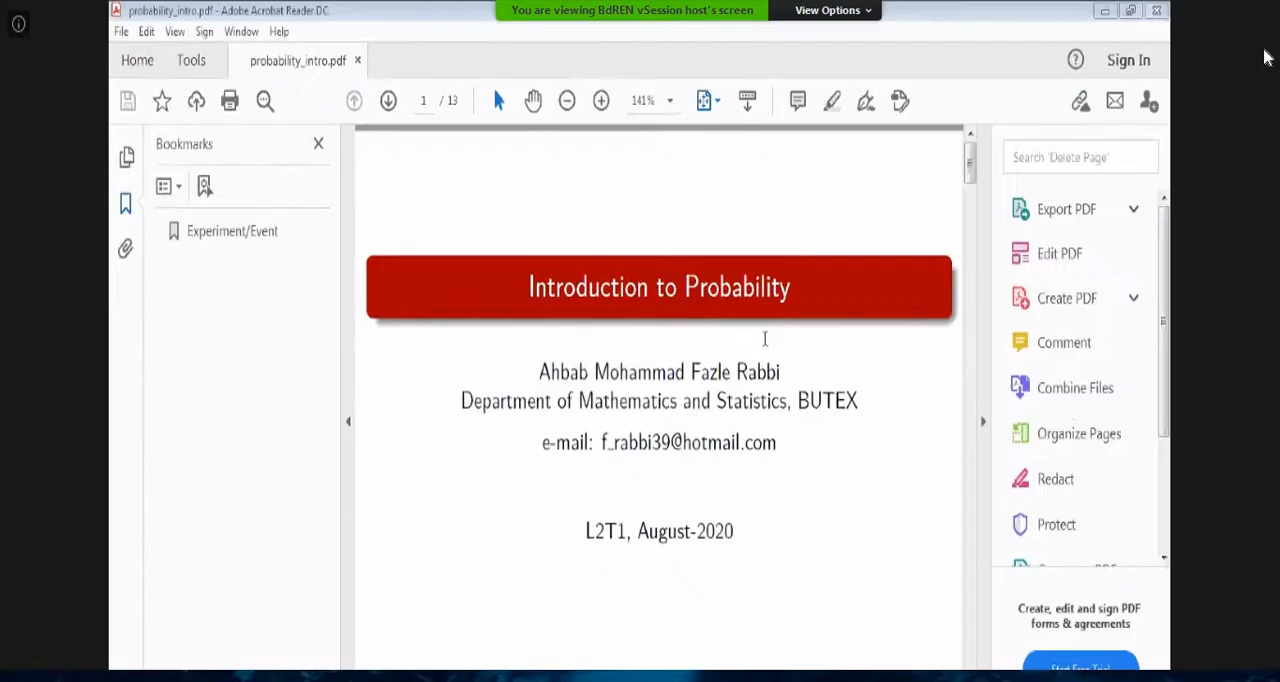 probability_intro.pdf - Adobe Acrobat Reader DC
You are viewing BdREN vSession host's screen
View Options
File Edit View Sign Window Help
Home Tools probability_intro.pdf ×
Sign In
1 / 13
141%
Bookmarks
Experiment/Event
Introduction to Probability
Ahbab Mohammad Fazle Rabbi
Department of Mathematics and Statistics, BUTEX
e-mail: f_rabbi39@hotmail.com
L2T1, August-2020
Search 'Delete Page'
Export PDF
Edit PDF
Create PDF
Comment
Combine Files
Organize Pages
Redact
Protect
Create, edit and sign PDF
forms & agreements
Start Free Trial